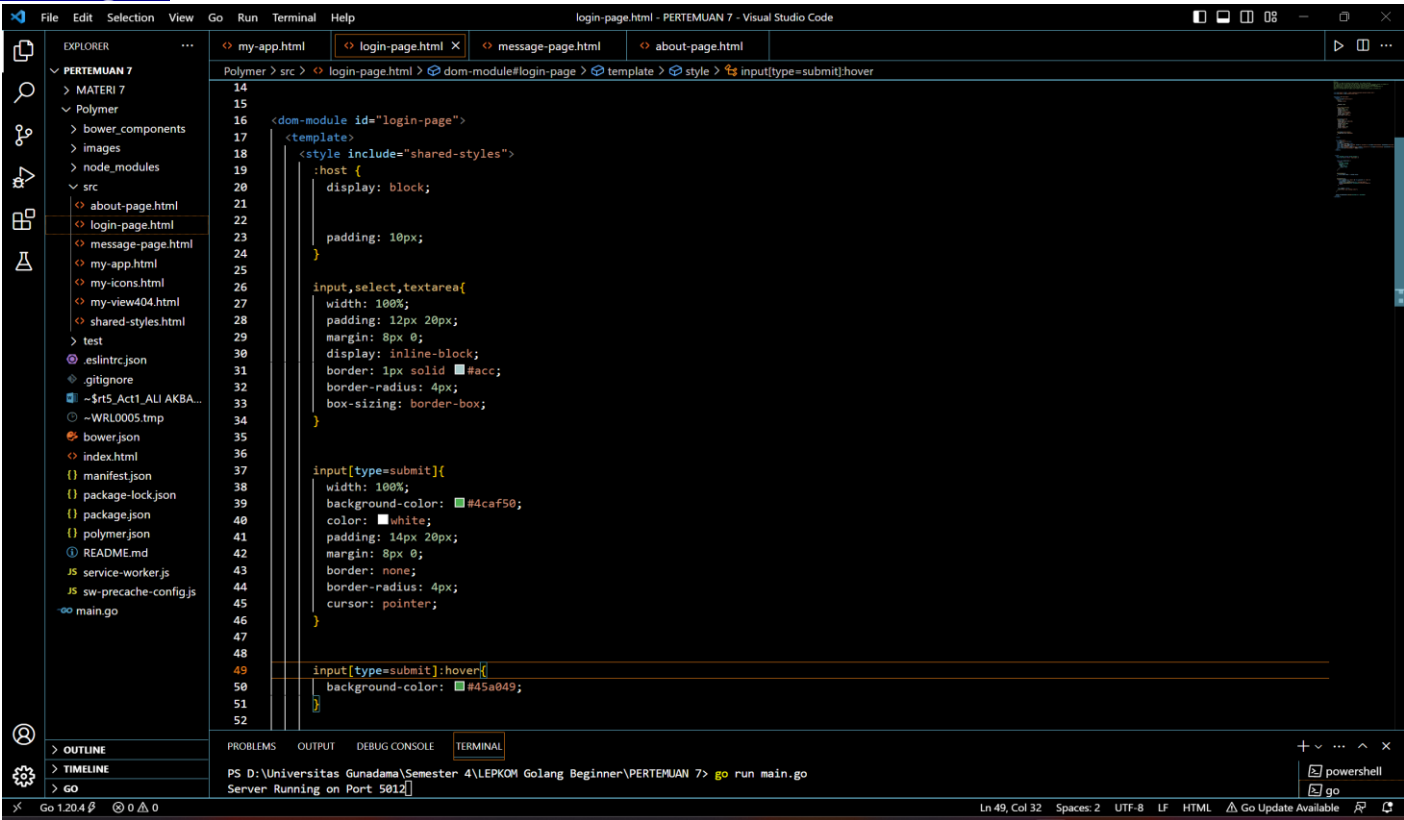 File Edit Selection View Go Run Terminal Help login-page.html - PERTEMUAN 7 - Visual Studio Code
EXPLORER
my-app.html login-page.html message-page.html about-page.html
PERTEMUAN 7
MATERI 7
Polymer
bower_components
images
node_modules
src
about-page.html
login-page.html
message-page.html
my-app.html
my-icons.html
my-view404.html
shared-styles.html
test
.eslintrc.json
.gitignore
~$rt5_Act1_ALI AKBA...
~WRL0005.tmp
bower.json
index.html
manifest.json
package-lock.json
package.json
polymer.json
README.md
service-worker.js
sw-precache-config.js
main.go
OUTLINE
TIMELINE
GO
Polymer > src > login-page.html > dom-module#login-page > template > style > input[type=submit]:hover
14
15
16 <dom-module id="login-page">
17 <template>
18 <style include="shared-styles">
19 :host {
20 display: block;
21
22
23 padding: 10px;
24 }
25
26 input,select,textarea{
27 width: 100%;
28 padding: 12px 20px;
29 margin: 8px 0;
30 display: inline-block;
31 border: 1px solid #acc;
32 border-radius: 4px;
33 box-sizing: border-box;
34 }
35
36
37 input[type=submit]{
38 width: 100%;
39 background-color: #4caf50;
40 color: white;
41 padding: 14px 20px;
42 margin: 8px 0;
43 border: none;
44 border-radius: 4px;
45 cursor: pointer;
46 }
47
48
49 input[type=submit]:hover{
50 background-color: #45a049;
51 }
52
PROBLEMS OUTPUT DEBUG CONSOLE TERMINAL
PS D:\Universitas Gunadama\Semester 4\LEPKOM Golang Beginner\PERTEMUAN 7> go run main.go
Server Running on Port 5012
powershell
go
Go 1.20.4 0 0 Ln 49, Col 32 Spaces: 2 UTF-8 LF HTML Go Update Available